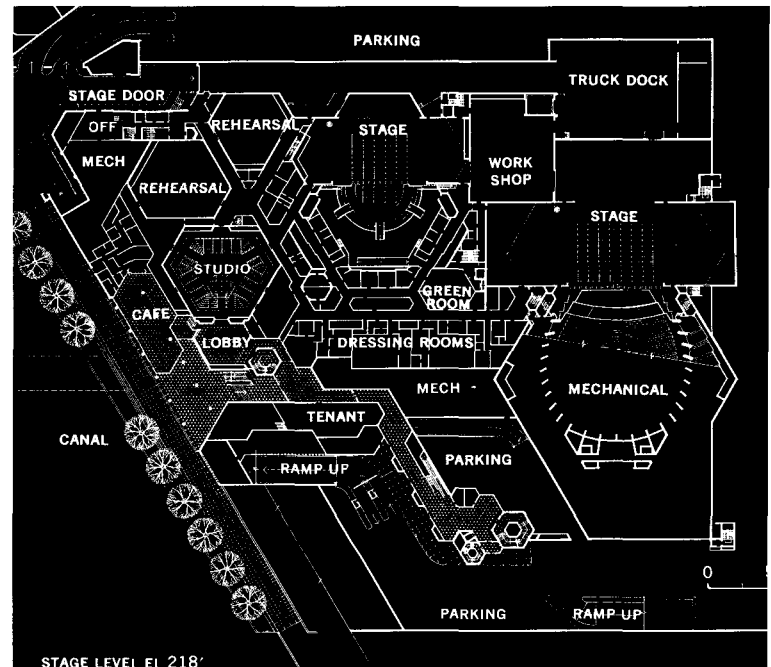 PARKING
TRUCK DOCK
STAGE DOOR
OFF
REHEARSAL
STAGE
MECH
WORK
SHOP
REHEARSAL
STAGE
STUDIO
GREEN
ROOM
CAFE
LOBBY
DRESSING ROOMS
MECH
MECHANICAL
TENANT
CANAL
PARKING
RAMP UP
0
PARKING
RAMP UP
STAGE LEVEL EL 218'